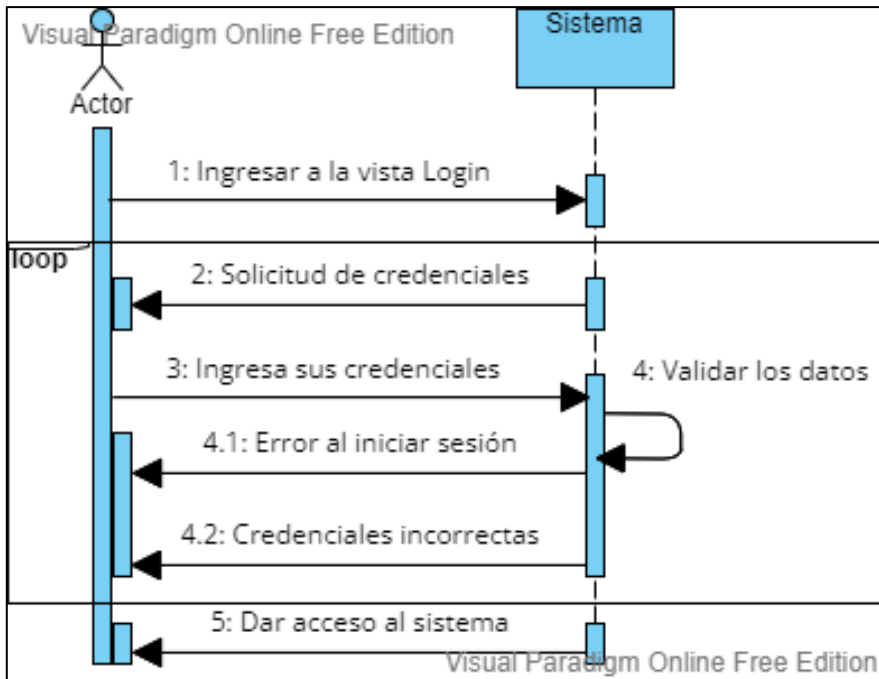 Visual Paradigm Online Free Edition
Sistema
Actor
1: Ingresar a la vista Login
loop
2: Solicitud de credenciales
3: Ingresa sus credenciales
4: Validar los datos
4.1: Error al iniciar sesión
4.2: Credenciales incorrectas
5: Dar acceso al sistema
Visual Paradigm Online Free Edition